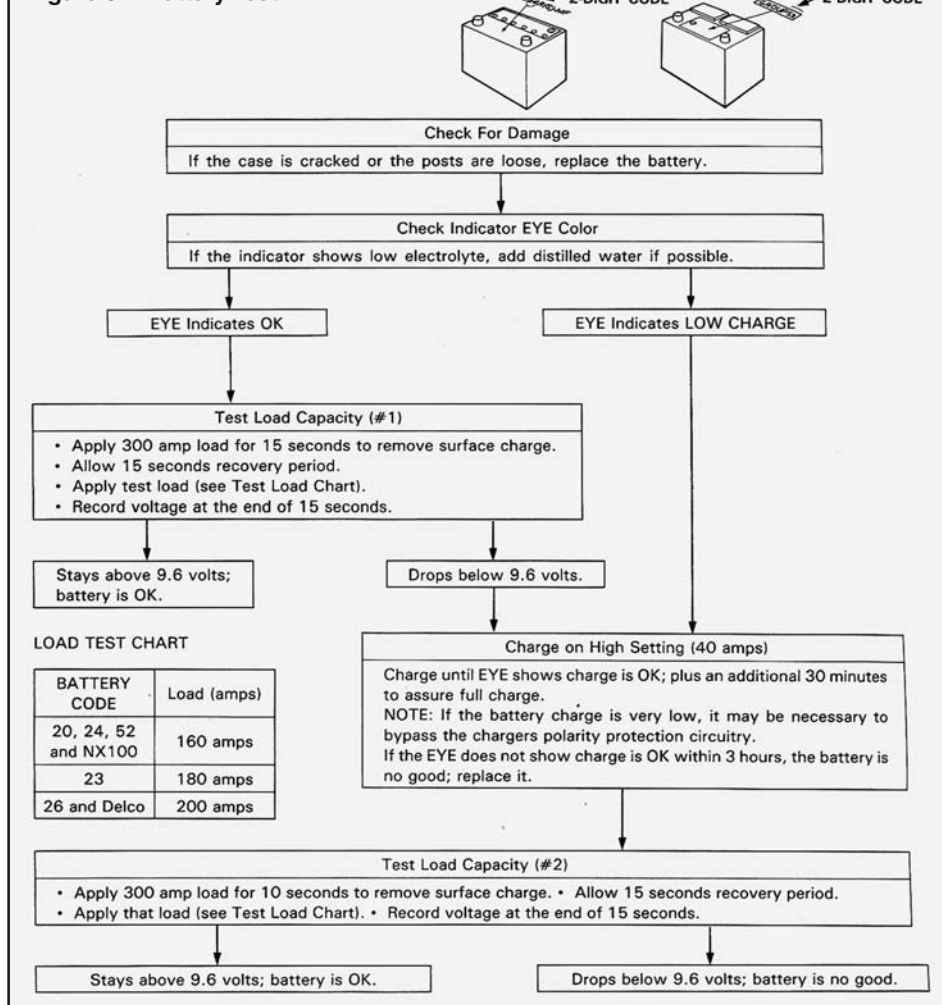 2-DIGIT CODE
2-DIGIT CODE
Check For Damage
If the case is cracked or the posts are loose, replace the battery.
Check Indicator EYE Color
If the indicator shows low electrolyte, add distilled water if possible.
EYE Indicates OK
EYE Indicates LOW CHARGE
Test Load Capacity (#1)
• Apply 300 amp load for 15 seconds to remove surface charge.
• Allow 15 seconds recovery period.
• Apply test load (see Test Load Chart).
• Record voltage at the end of 15 seconds.
Stays above 9.6 volts;
battery is OK.
Drops below 9.6 volts.
LOAD TEST CHART
BATTERY
CODE
Load (amps)
20, 24, 52
and NX100
160 amps
23
180 amps
26 and Delco
200 amps
Charge on High Setting (40 amps)
Charge until EYE shows charge is OK; plus an additional 30 minutes
to assure full charge.
NOTE: If the battery charge is very low, it may be necessary to
bypass the chargers polarity protection circuitry.
If the EYE does not show charge is OK within 3 hours, the battery is
no good; replace it.
Test Load Capacity (#2)
• Apply 300 amp load for 10 seconds to remove surface charge. • Allow 15 seconds recovery period.
• Apply that load (see Test Load Chart). • Record voltage at the end of 15 seconds.
Stays above 9.6 volts; battery is OK.
Drops below 9.6 volts; battery is no good.